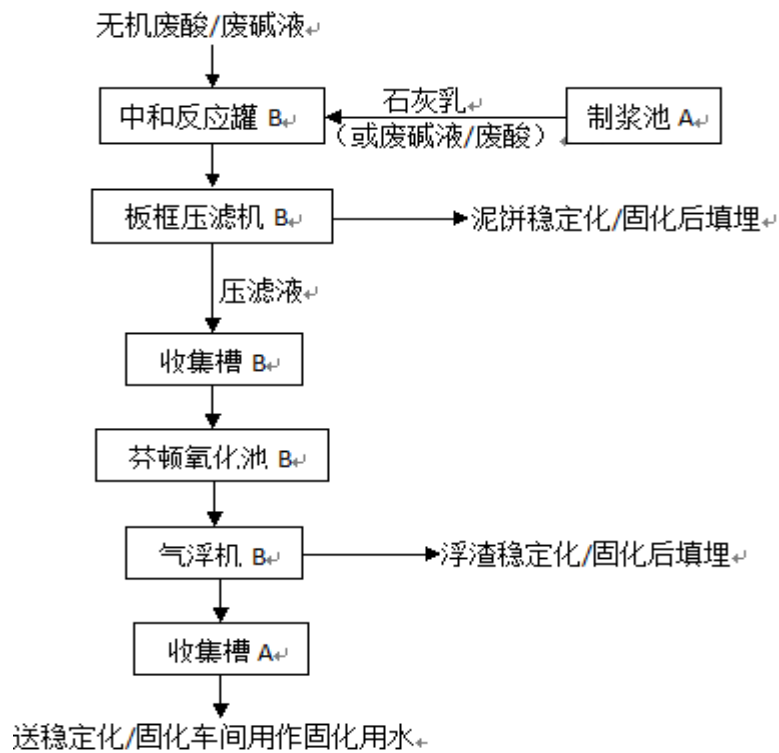 无机废酸/废碱液
中和反应罐 B
石灰乳
（或废碱液/废酸）
制浆池 A
板框压滤机 B
泥饼稳定化/固化后填埋
压滤液
收集槽 B
芬顿氧化池 B
气浮机 B
浮渣稳定化/固化后填埋
收集槽 A
送稳定化/固化车间用作固化用水